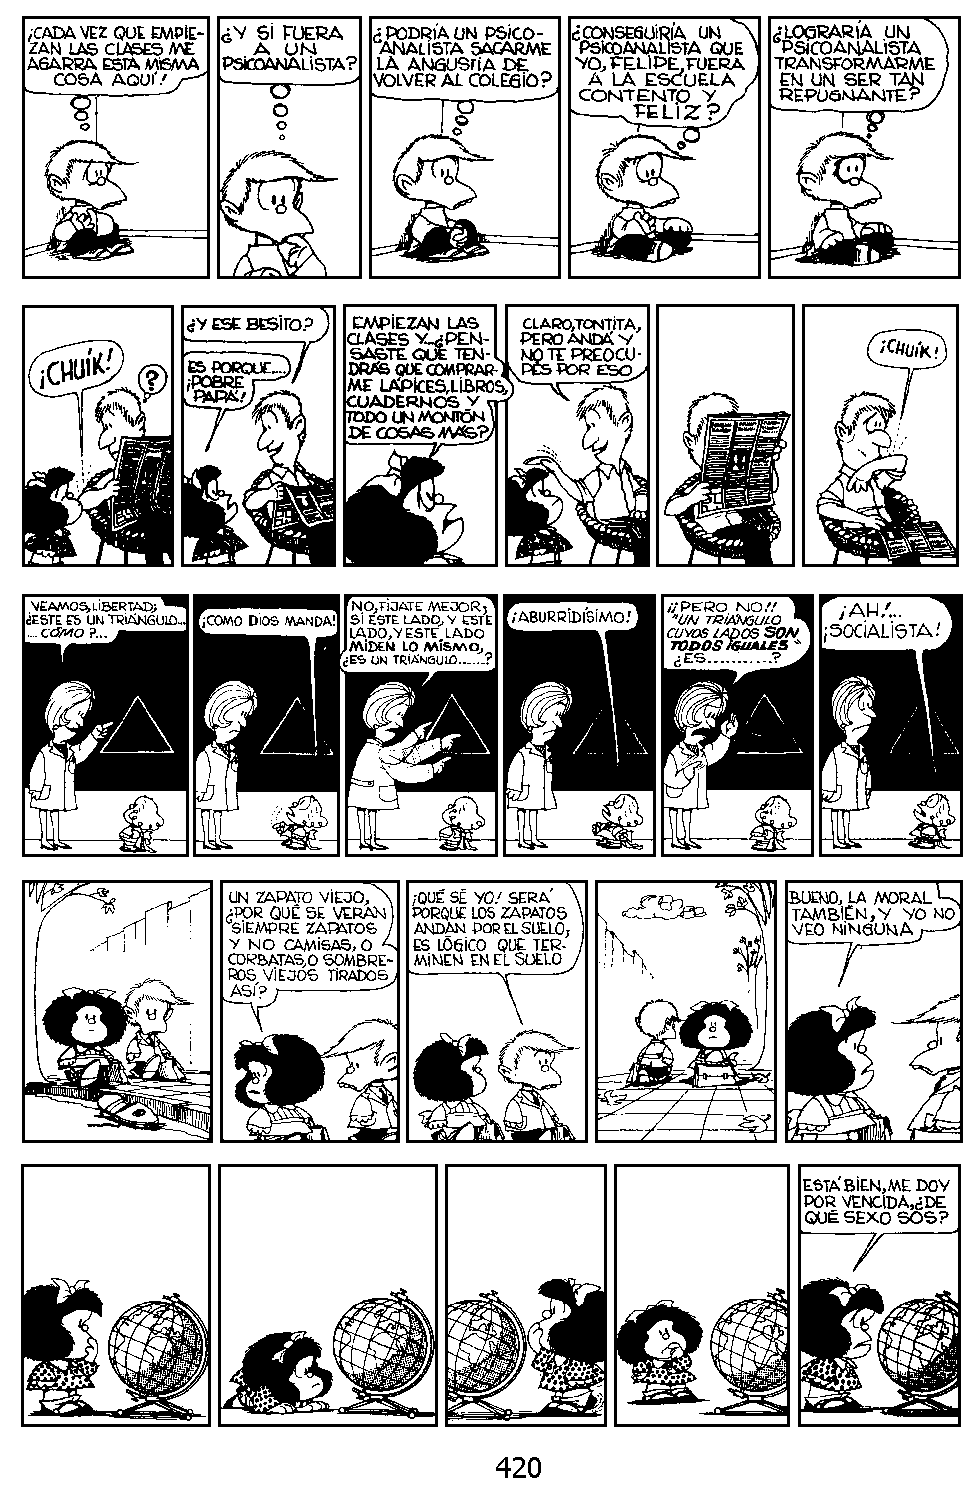 ¡CADA VEZ QUE EMPIE-
ZAN LAS CLASES ME
AGARRA ESTA MISMA
COSA AQUÍ!
¿Y SI FUERA
A UN
PSICOANALISTA?
¿PODRÍA UN PSICO-
ANALISTA SACARME
LA ANGUSTIA DE
VOLVER AL COLEGIO?
¿CONSEGUIRÍA UN
PSICOANALISTA QUE
YO, FELIPE, FUERA
A LA ESCUELA
CONTENTO Y
FELIZ?
¿LOGRARÍA UN
PSICOANALISTA
TRANSFORMARME
EN UN SER TAN
REPUGNANTE?
¡CHUÍK!
?
¿Y ESE BESITO?
ES PORQUE....
¡POBRE
PAPÁ!
EMPIEZAN LAS
CLASES Y...¿PEN-
SASTE QUE TEN-
DRÁS QUE COMPRAR-
ME LÁPICES, LIBROS,
CUADERNOS Y
TODO UN MONTÓN
DE COSAS MÁS?
CLARO, TONTITA,
PERO ANDÁ Y
NO TE PREOCU-
PÉS POR ESO
¡CHUÍK!
VEAMOS, LIBERTAD;
¿ESTE ES UN TRIÁNGULO...
...CÓMO?...
¡COMO DIOS MANDA!
NO, FIJATE MEJOR;
SI ESTE LADO, Y ESTE
LADO, Y ESTE LADO
MIDEN LO MISMO,
¿ES UN TRIÁNGULO.......?
¡ABURRIDÍSIMO!
¡¡PERO NO!!
"UN TRIÁNGULO
CUYOS LADOS SON
TODOS IGUALES"
¿ES...........?
¡AH!...
¡SOCIALISTA!
UN ZAPATO VIEJO,
¿POR QUÉ SE VERÁN
SIEMPRE ZAPATOS
Y NO CAMISAS, O
CORBATAS, O SOMBRE-
ROS VIEJOS TIRADOS
ASÍ?
¡QUÉ SÉ YO! SERÁ
PORQUE LOS ZAPATOS
ANDAN POR EL SUELO,
ES LÓGICO QUE TER-
MINEN EN EL SUELO
BUENO, LA MORAL
TAMBIÉN, Y YO NO
VEO NINGUNA
ESTÁ BIEN, ME DOY
POR VENCIDA, ¿DE
QUÉ SEXO SOS?
420